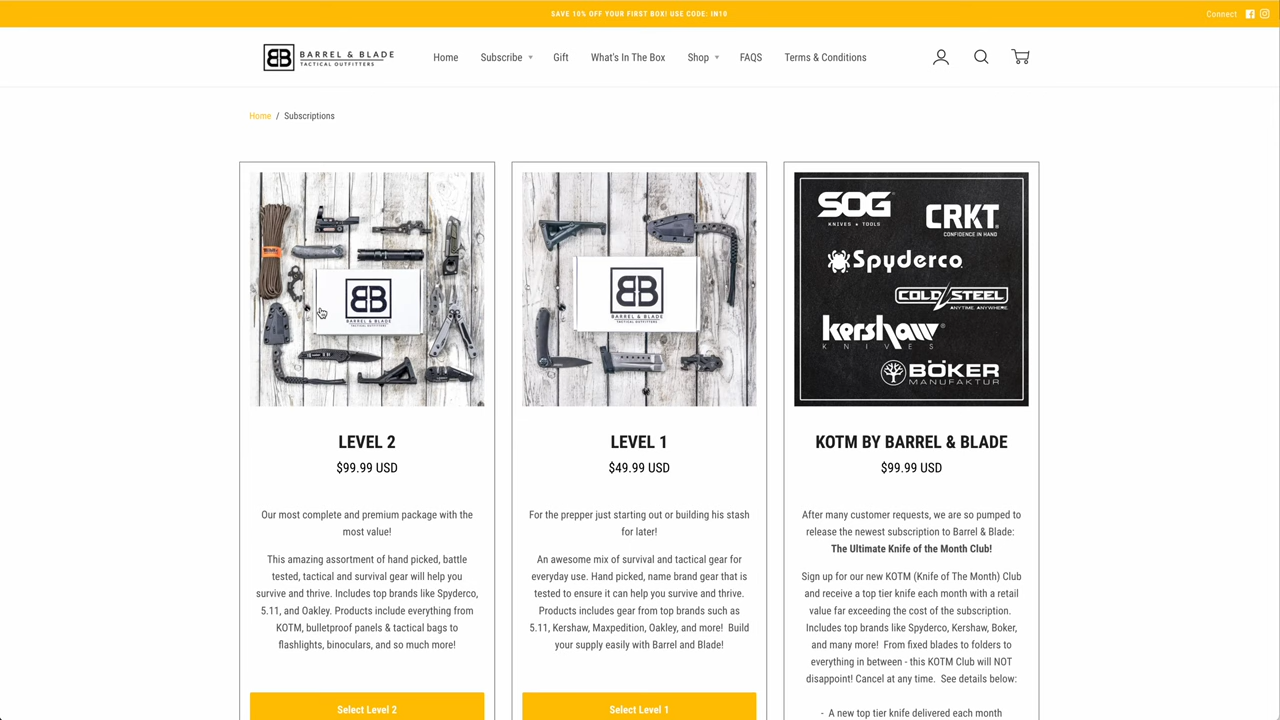 SAVE 10% OFF YOUR FIRST BOX! USE CODE: IN10
Connect
BB BARREL & BLADE
TACTICAL OUTFITTERS
Home
Subscribe
Gift
What's In The Box
Shop
FAQS
Terms & Conditions
Home / Subscriptions
BB
BARREL & BLADE
TACTICAL OUTFITTERS
LEVEL 2
$99.99 USD
Our most complete and premium package with the
most value!
This amazing assortment of hand picked, battle
tested, tactical and survival gear will help you
survive and thrive. Includes top brands like Spyderco,
5.11, and Oakley. Products include everything from
KOTM, bulletproof panels & tactical bags to
flashlights, binoculars, and so much more!
Select Level 2
BB
BARREL & BLADE
TACTICAL OUTFITTERS
LEVEL 1
$49.99 USD
For the prepper just starting out or building his stash
for later!
An awesome mix of survival and tactical gear for
everyday use. Hand picked, name brand gear that is
tested to ensure it can help you survive and thrive.
Products includes gear from top brands such as
5.11, Kershaw, Maxpedition, Oakley, and more! Build
your supply easily with Barrel and Blade!
Select Level 1
SOG
KNIVES • TOOLS
CRKT
CONFIDENCE IN HAND
Spyderco
COLD STEEL
ANYTIME. ANYWHERE
kershaw
KNIVES
BÖKER
MANUFAKTUR
KOTM BY BARREL & BLADE
$99.99 USD
After many customer requests, we are so pumped to
release the newest subscription to Barrel & Blade:
The Ultimate Knife of the Month Club!
Sign up for our new KOTM (Knife of The Month) Club
and receive a top tier knife each month with a retail
value far exceeding the cost of the subscription.
Includes top brands like Spyderco, Kershaw, Boker,
and many more! From fixed blades to folders to
everything in between - this KOTM Club will NOT
disappoint! Cancel at any time. See details below:
- A new top tier knife delivered each month